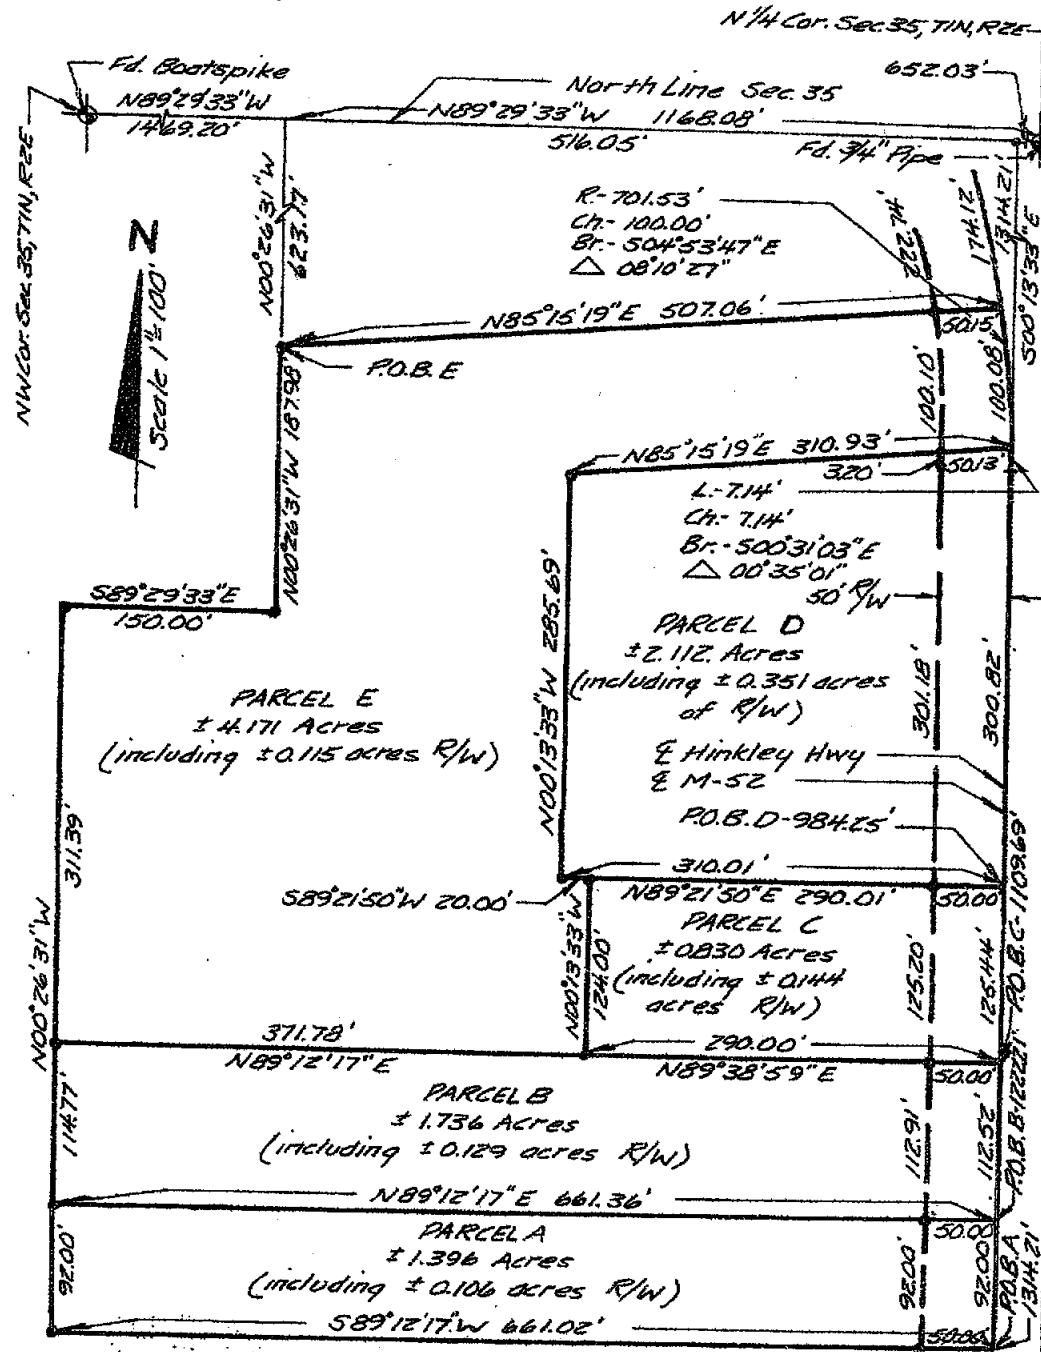 N 1/4 Cor. Sec 35, T1N, R2E
Fd. Boatspike
652.03'
N89°29'33"W
1469.20'
North Line Sec. 35
N89°29'33"W 1168.08'
516.05'
Fd. 3/4" Pipe
NW Cor. Sec 35, T1N, R2E
N
Scale 1"=100'
N00°26'31"W
623.17'
R.-701.53'
Ch.-100.00'
Br.-S04°53'47"E
△ 08°10'27"
222.74'
174.12'
1314.21'
S00°13'33"E
N85°15'19"E 507.06'
50.15
P.O.B. E
N00°26'31"W 187.98'
100.10'
100.08'
N85°15'19"E 310.93'
3.20'
50.13'
L.-7.14'
Ch.-7.14'
Br.-S00°31'03"E
△ 00°35'01"
50' R/W
S89°29'33"E
150.00'
N00°13'33"W 285.69'
PARCEL D
±2.112. Acres
(including ±0.351 acres
of R/W)
301.18'
300.82'
PARCEL E
±4.171 Acres
(including ±0.115 acres R/W)
℄ Hinkley Hwy
℄ M-52
P.O.B. D-984.25'
311.39'
N00°26'31"W
310.01'
S89°21'50"W 20.00'
N89°21'50"E 290.01'
50.00'
PARCEL C
±0.830 Acres
(including ±0.144
acres R/W)
N00°13'33"W
124.00'
125.20'
125.44'
P.O.B. C-1109.69'
371.78'
N89°12'17"E
290.00'
N89°38'59"E
50.00'
PARCEL B
±1.736 Acres
(including ±0.129 acres R/W)
114.77'
112.91'
112.52'
P.O.B. B-1222.21'
N89°12'17"E 661.36'
50.00'
PARCEL A
±1.396 Acres
(including ±0.106 acres R/W)
92.00'
92.00'
92.00'
P.O.B. A
1314.21'
S89°12'17"W 661.02'
50.00'